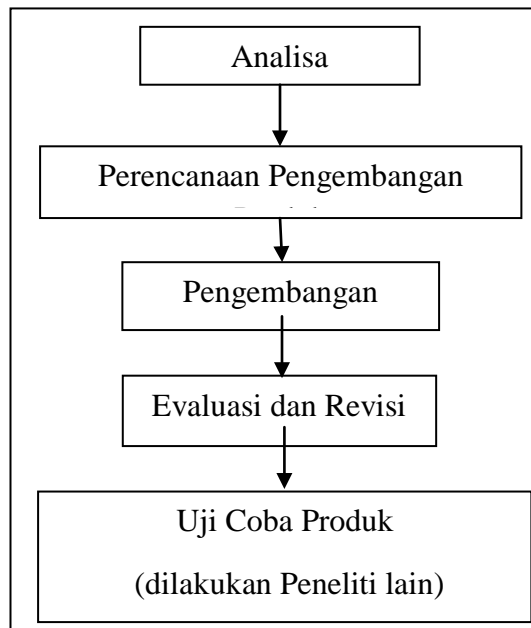 Analisa
Perencanaan Pengembangan
Pengembangan
Evaluasi dan Revisi
Uji Coba Produk
(dilakukan Peneliti lain)